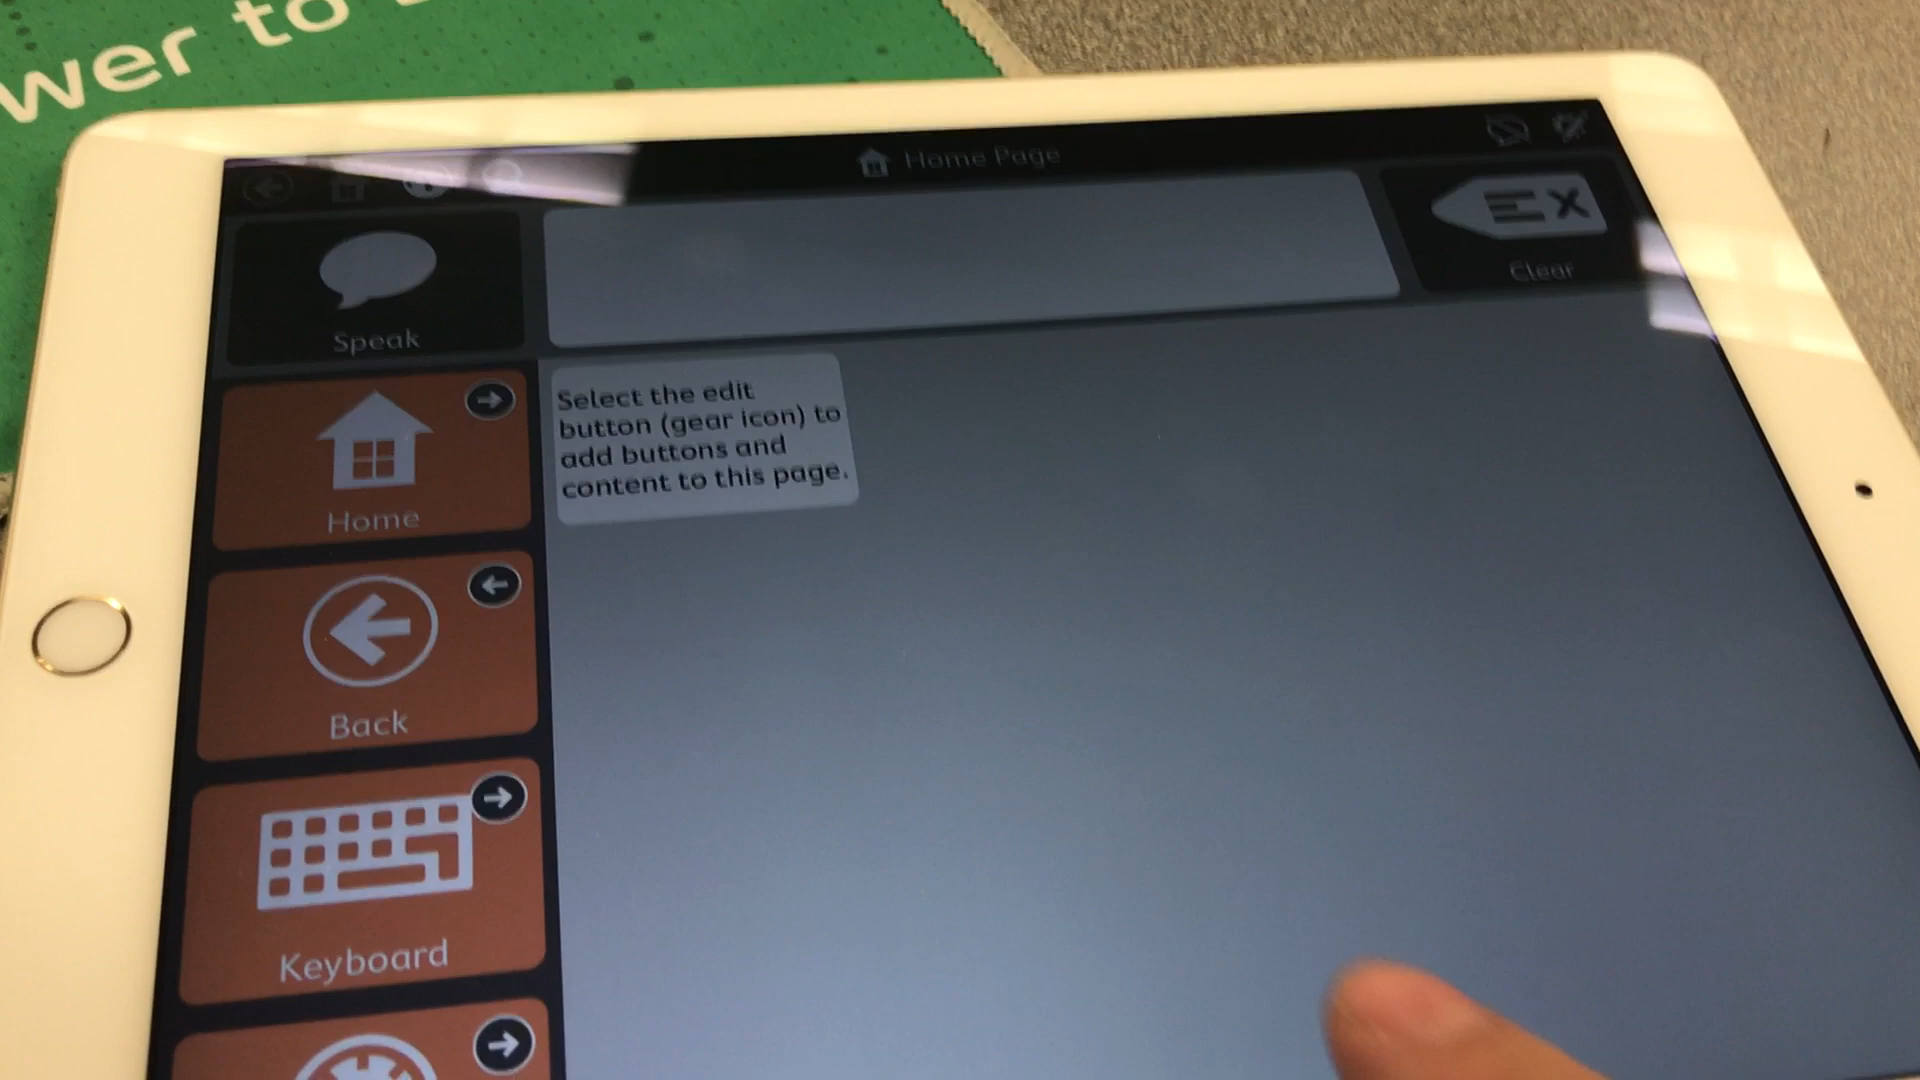 wer to
Home Page
EX
Clear
Speak
Select the edit
button (gear icon) to
add buttons and
content to this page.
Home
Back
Keyboard